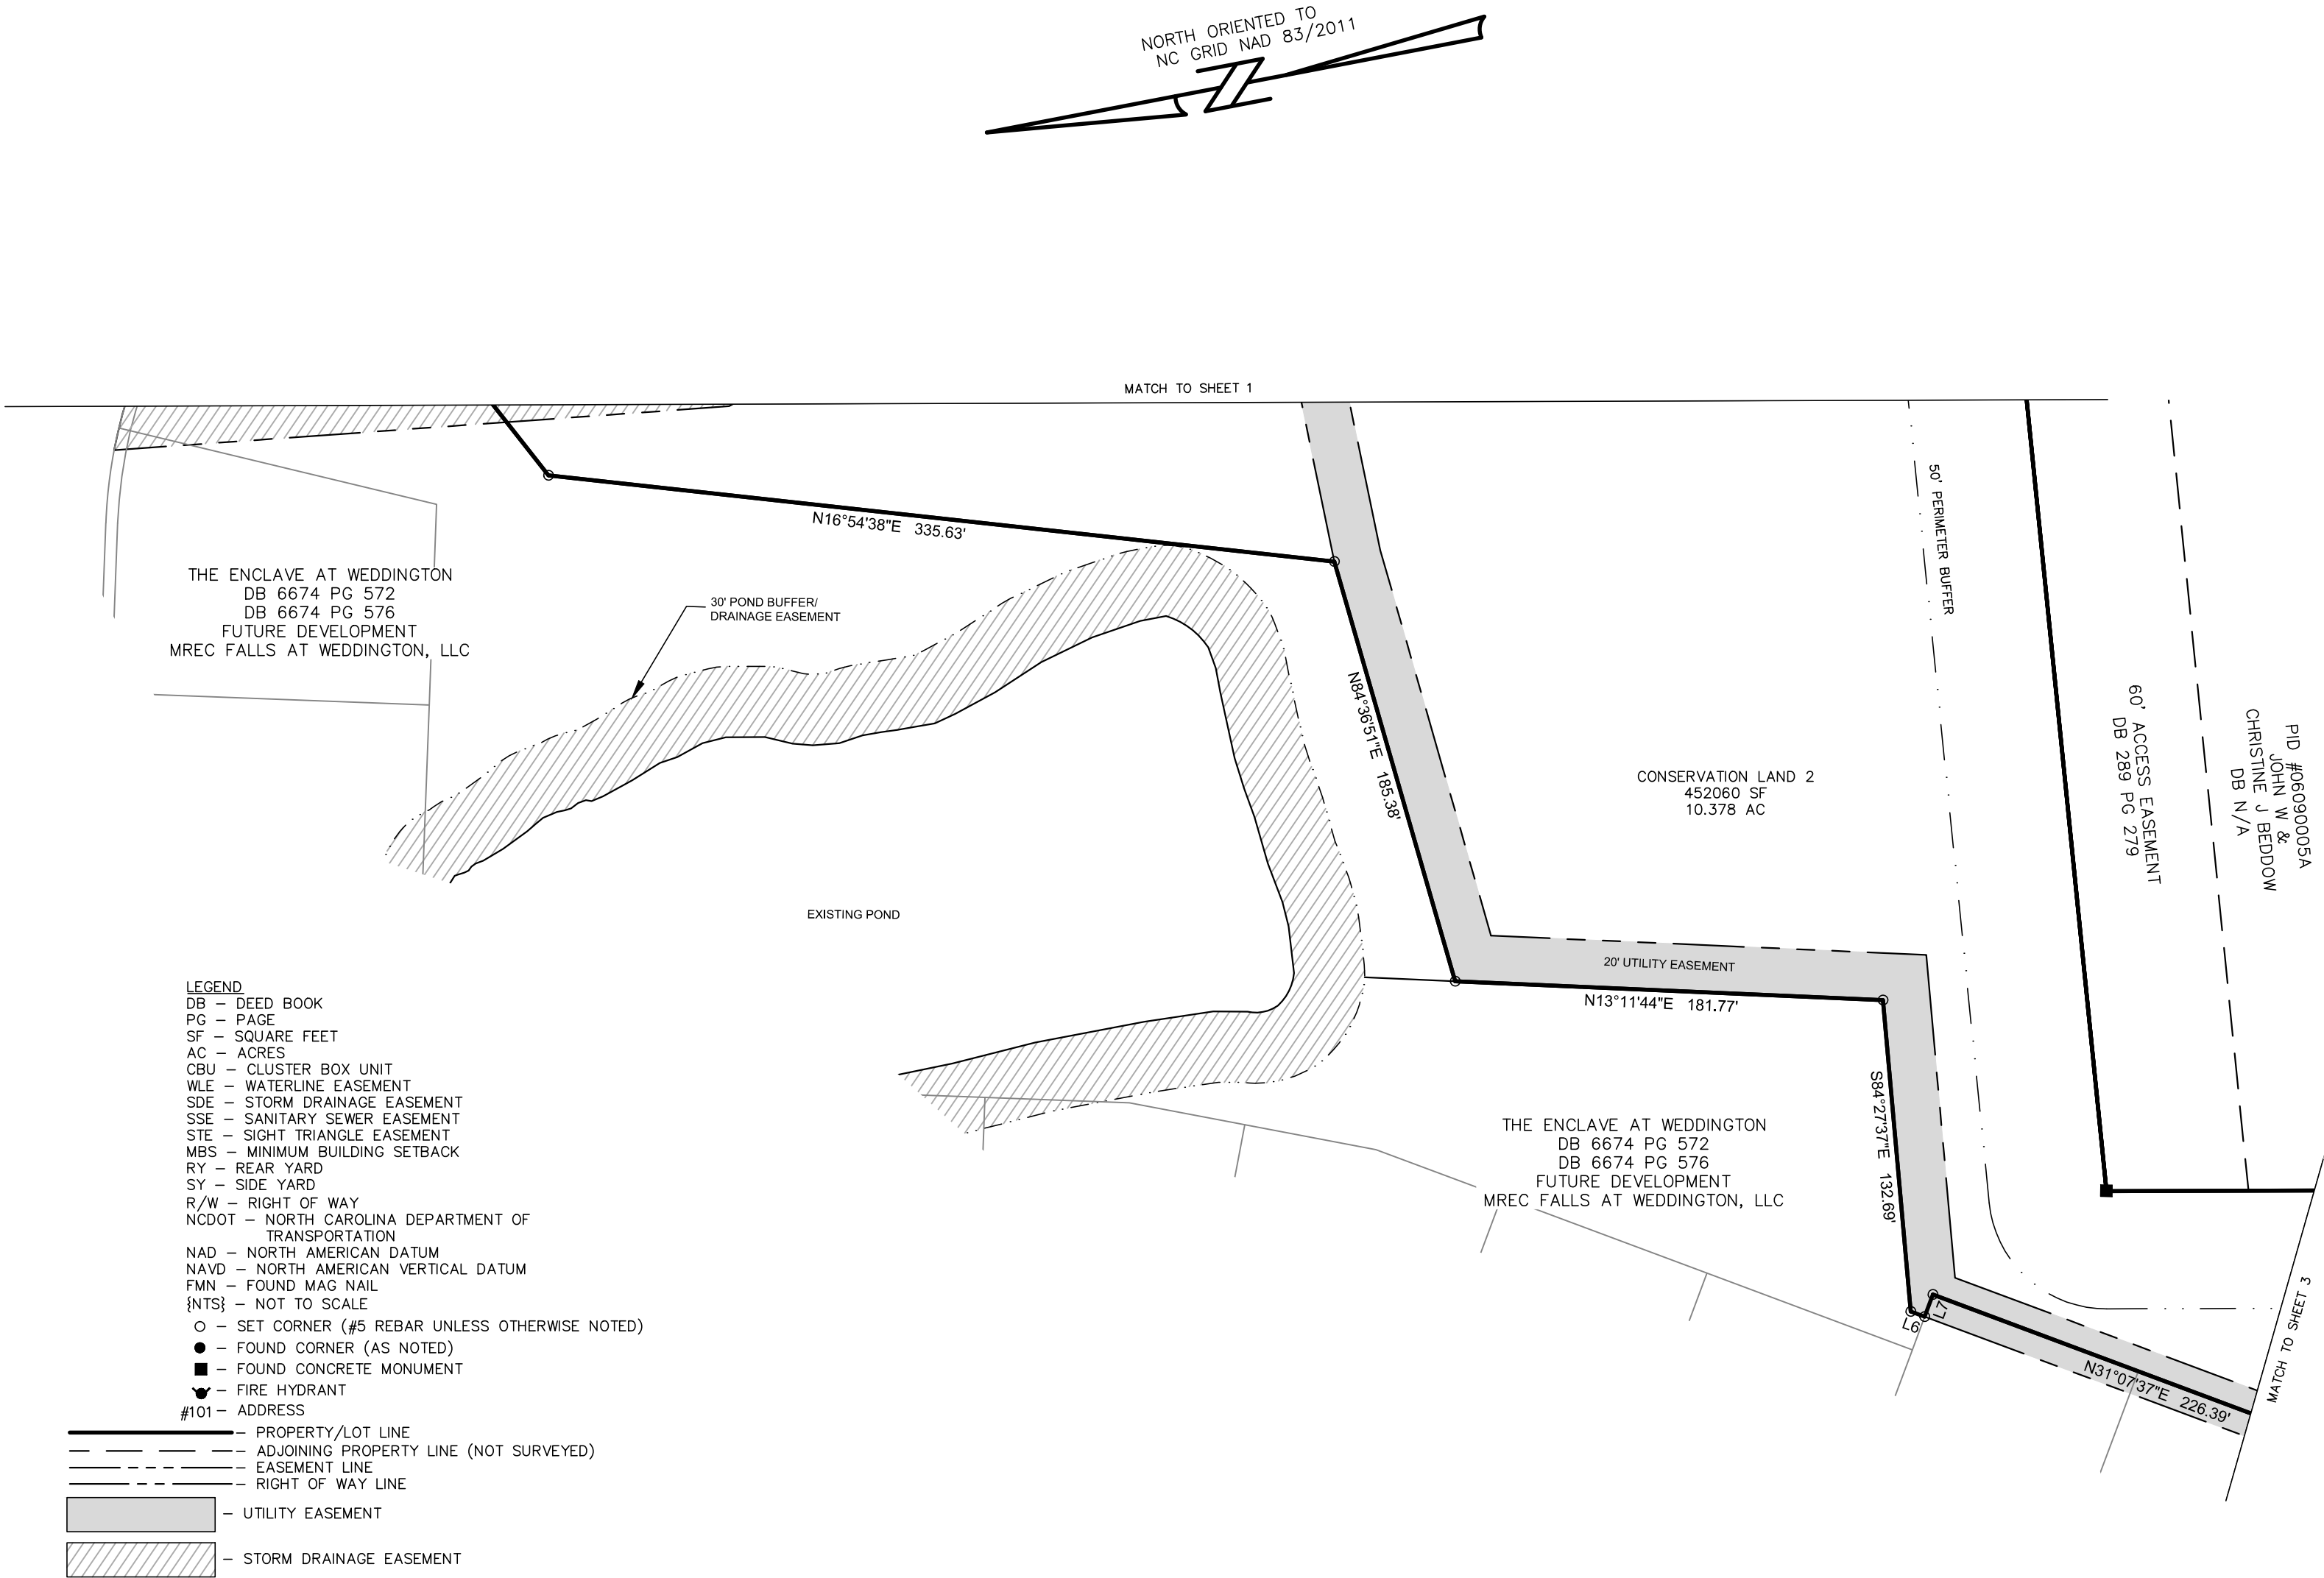 NORTH ORIENTED TO
NC GRID NAD 83/2011
N
MATCH TO SHEET 1
N16°54'38"E 335.63'
THE ENCLAVE AT WEDDINGTON
DB 6674 PG 572
DB 6674 PG 576
FUTURE DEVELOPMENT
MREC FALLS AT WEDDINGTON, LLC
30' POND BUFFER/
DRAINAGE EASEMENT
N84°36'51"E 185.38'
50' PERIMETER BUFFER
CONSERVATION LAND 2
452060 SF
10.378 AC
60' ACCESS EASEMENT
DB 289 PG 279
PID #06090005A
JOHN W &
CHRISTINE J BEDDOW
DB N/A
EXISTING POND
20' UTILITY EASEMENT
N13°11'44"E 181.77'
S84°27'37"E 132.69'
THE ENCLAVE AT WEDDINGTON
DB 6674 PG 572
DB 6674 PG 576
FUTURE DEVELOPMENT
MREC FALLS AT WEDDINGTON, LLC
L6
L7
N31°07'37"E 226.39'
MATCH TO SHEET 3
LEGEND
DB – DEED BOOK
PG – PAGE
SF – SQUARE FEET
AC – ACRES
CBU – CLUSTER BOX UNIT
WLE – WATERLINE EASEMENT
SDE – STORM DRAINAGE EASEMENT
SSE – SANITARY SEWER EASEMENT
STE – SIGHT TRIANGLE EASEMENT
MBS – MINIMUM BUILDING SETBACK
RY – REAR YARD
SY – SIDE YARD
R/W – RIGHT OF WAY
NCDOT – NORTH CAROLINA DEPARTMENT OF
TRANSPORTATION
NAD – NORTH AMERICAN DATUM
NAVD – NORTH AMERICAN VERTICAL DATUM
FMN – FOUND MAG NAIL
{NTS} – NOT TO SCALE
– SET CORNER (#5 REBAR UNLESS OTHERWISE NOTED)
– FOUND CORNER (AS NOTED)
– FOUND CONCRETE MONUMENT
– FIRE HYDRANT
#101 – ADDRESS
– PROPERTY/LOT LINE
– ADJOINING PROPERTY LINE (NOT SURVEYED)
– EASEMENT LINE
– RIGHT OF WAY LINE
– UTILITY EASEMENT
– STORM DRAINAGE EASEMENT